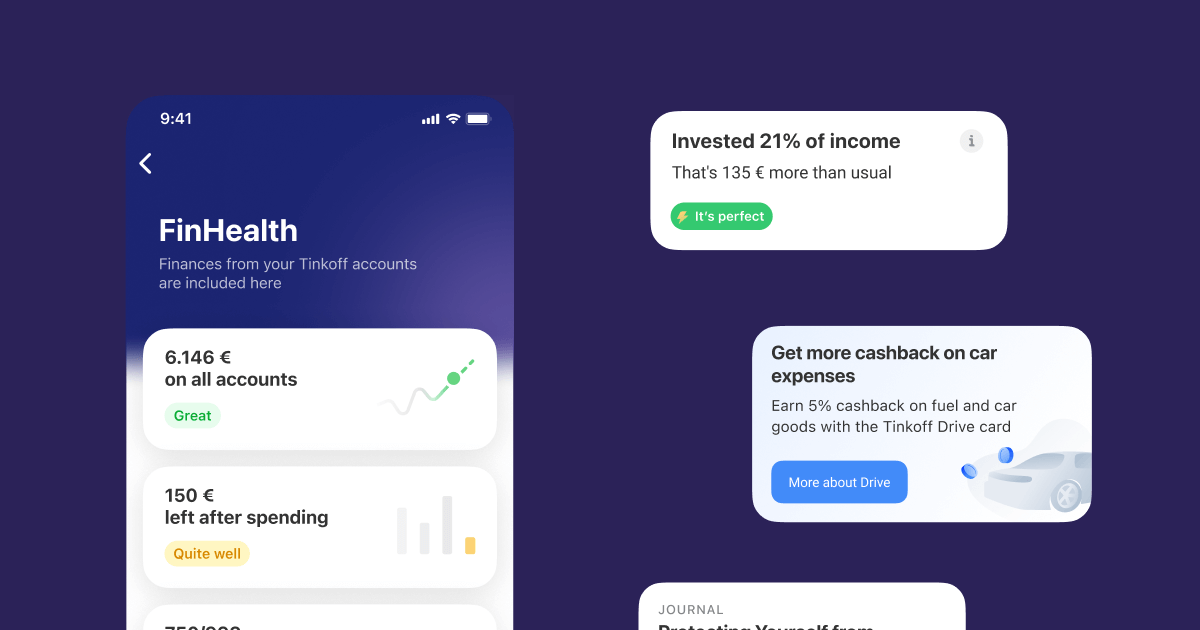 9:41
FinHealth
Finances from your Tinkoff accounts
are included here
6.146 €
on all accounts
Great
150 €
left after spending
Quite well
Invested 21% of income
That's 135 € more than usual
It's perfect
Get more cashback on car
expenses
Earn 5% cashback on fuel and car
goods with the Tinkoff Drive card
More about Drive
JOURNAL
Protecting Yourself from